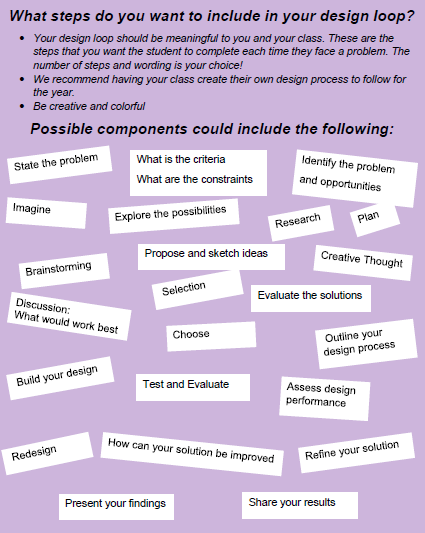 What steps do you want to include in your design loop?
• Your design loop should be meaningful to you and your class. These are the
steps that you want the student to complete each time they face a problem. The
number of steps and wording is your choice!
• We recommend having your class create their own design process to follow for
the year.
• Be creative and colorful
Possible components could include the following:
State the problem
What is the criteria
What are the constraints
Identify the problem
and opportunities
Imagine
Explore the possibilities
Research
Plan
Brainstorming
Propose and sketch ideas
Creative Thought
Selection
Evaluate the solutions
Discussion:
What would work best
Choose
Outline your
design process
Build your design
Test and Evaluate
Assess design
performance
Redesign
How can your solution be improved
Refine your solution
Present your findings
Share your results